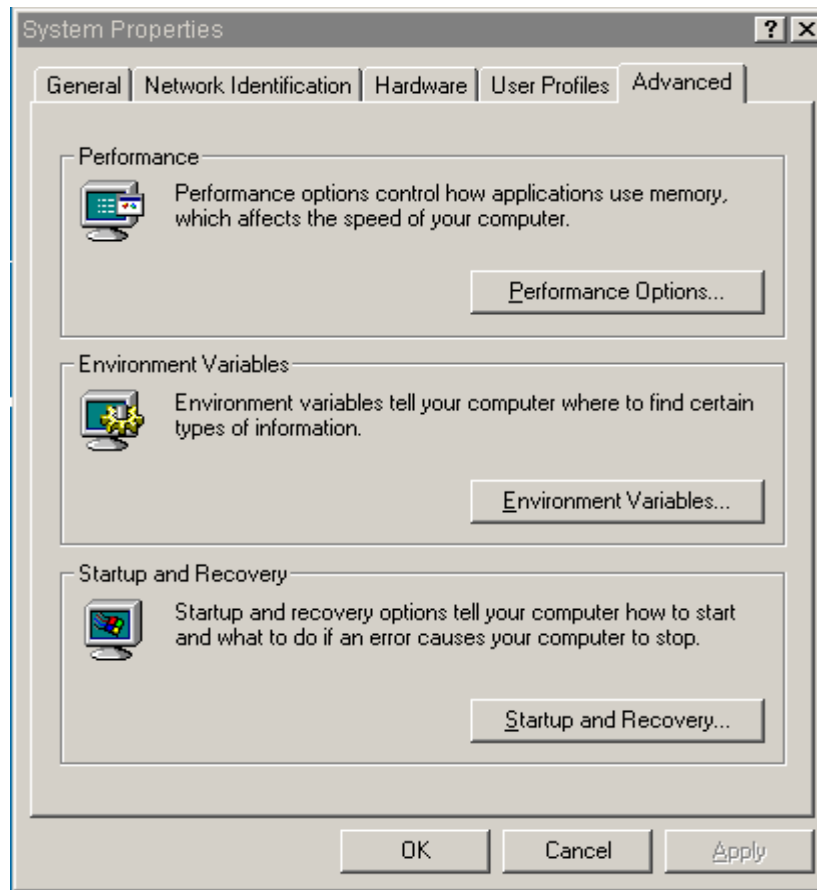 System Properties
General
Network Identification
Hardware
User Profiles
Advanced
Performance
Performance options control how applications use memory,
which affects the speed of your computer.
Performance Options...
Environment Variables
Environment variables tell your computer where to find certain
types of information.
Environment Variables...
Startup and Recovery
Startup and recovery options tell your computer how to start
and what to do if an error causes your computer to stop.
Startup and Recovery...
OK
Cancel
Apply